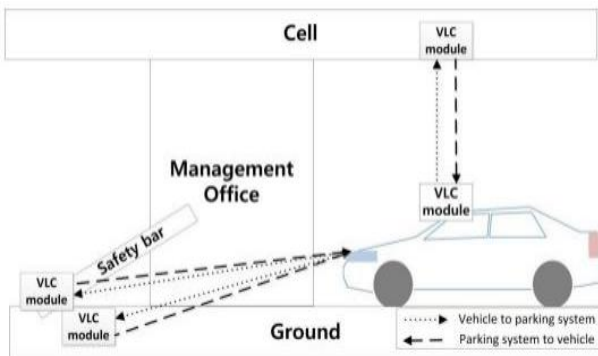 Cell
VLC
module
VLC
module
Management
Office
Safety bar
VLC
module
VLC
module
Ground
Vehicle to parking system
Parking system to vehicle